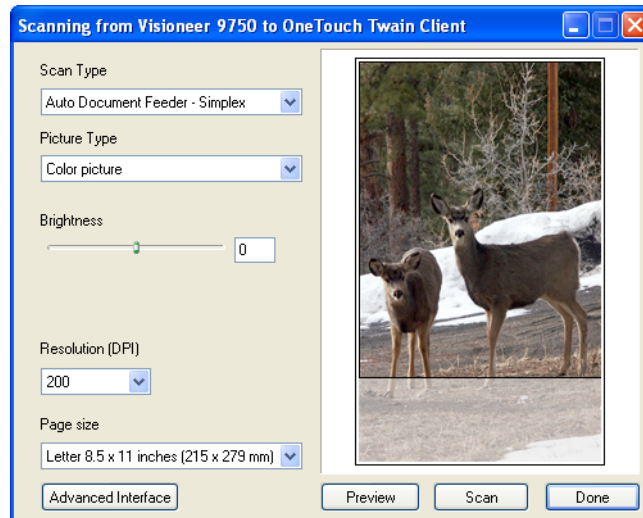 Scanning from Visioneer 9750 to OneTouch Twain Client
Scan Type
Auto Document Feeder - Simplex
Picture Type
Color picture
Brightness
0
Resolution (DPI)
200
Page size
Letter 8.5 x 11 inches (215 x 279 mm)
Advanced Interface
Preview
Scan
Done